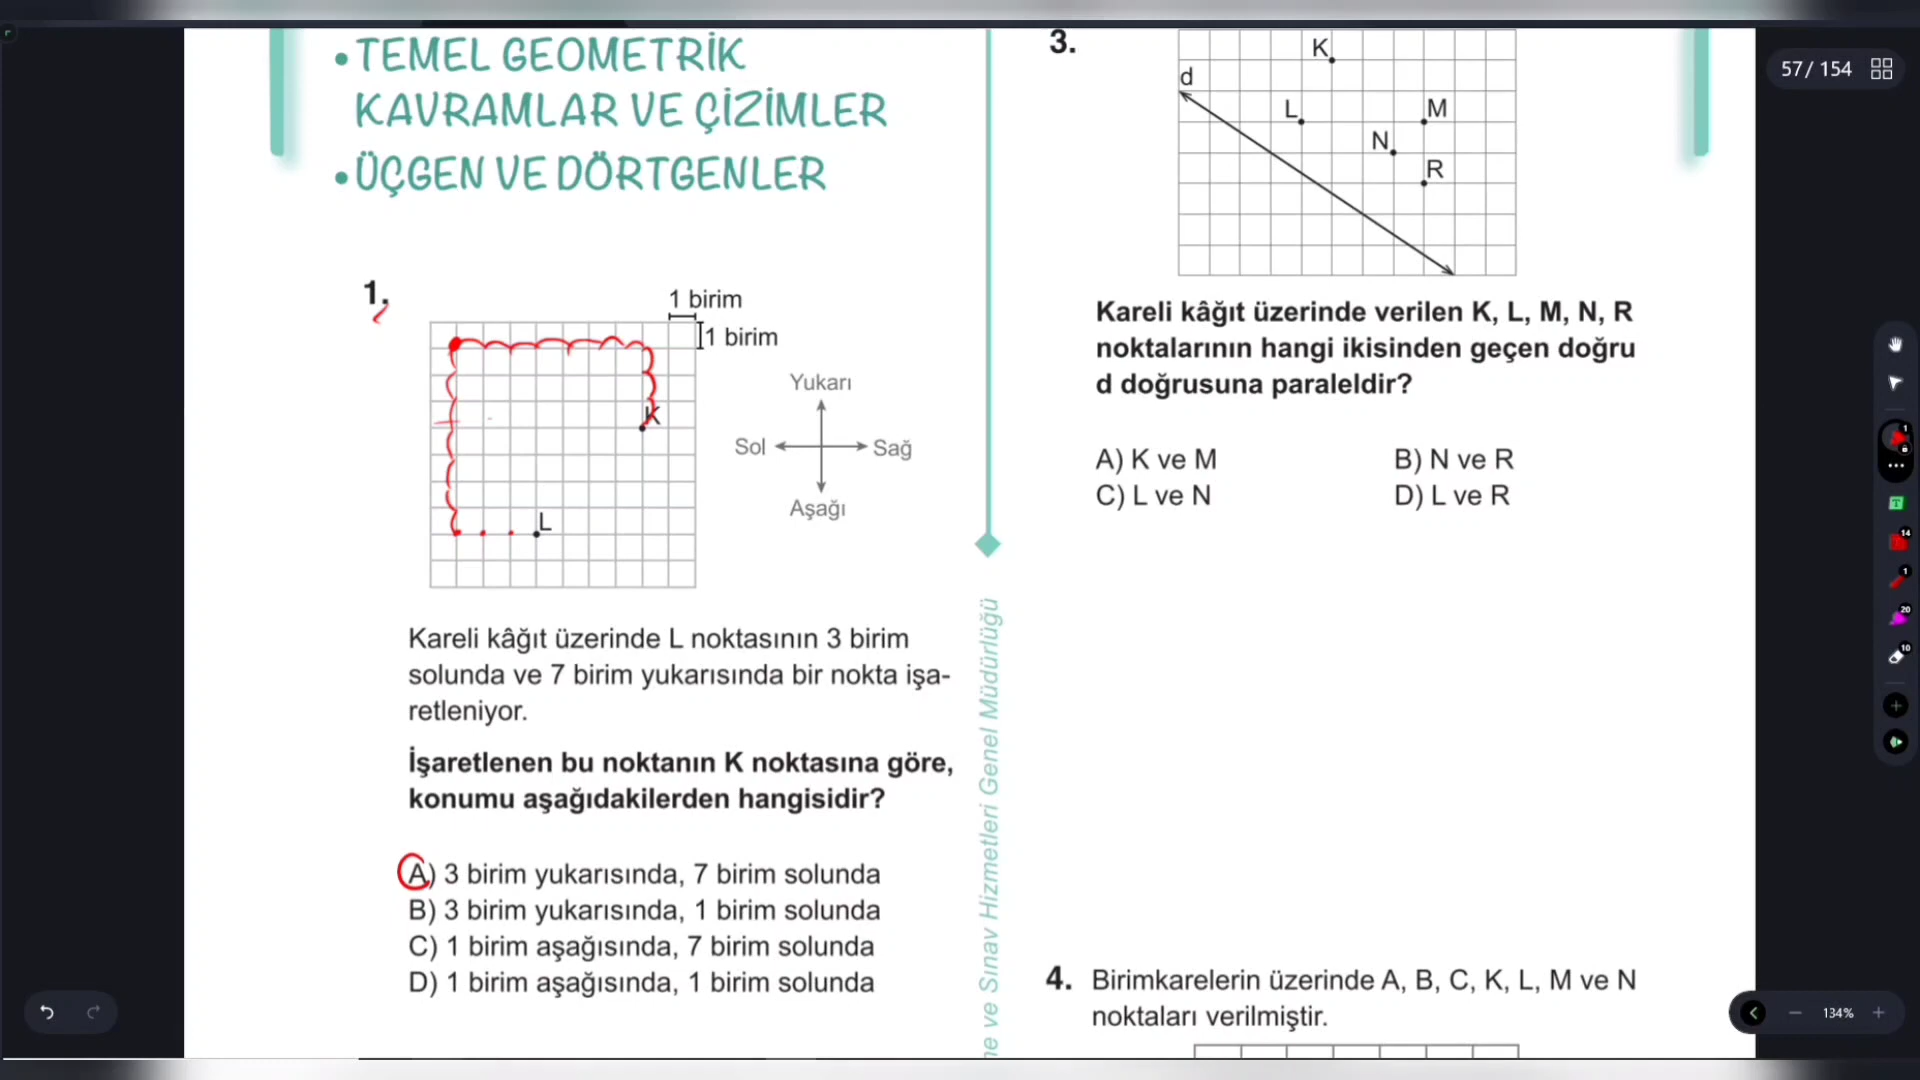 • TEMEL GEOMETRİK
KAVRAMLAR VE ÇİZİMLER
• ÜÇGEN VE DÖRTGENLER
1.
1 birim
1 birim
K
L
Yukarı
Sol
Sağ
Aşağı
Kareli kâğıt üzerinde L noktasının 3 birim
solunda ve 7 birim yukarısında bir nokta işa-
retleniyor.
İşaretlenen bu noktanın K noktasına göre,
konumu aşağıdakilerden hangisidir?
A) 3 birim yukarısında, 7 birim solunda
B) 3 birim yukarısında, 1 birim solunda
C) 1 birim aşağısında, 7 birim solunda
D) 1 birim aşağısında, 1 birim solunda
ve Sınav Hizmetleri Genel Müdürlüğü
3.
K
d
L
M
N
R
Kareli kâğıt üzerinde verilen K, L, M, N, R
noktalarının hangi ikisinden geçen doğru
d doğrusuna paraleldir?
A) K ve M
B) N ve R
C) L ve N
D) L ve R
4. Birimkarelerin üzerinde A, B, C, K, L, M ve N
noktaları verilmiştir.
57/ 154
1
T
14
1
20
10
134%